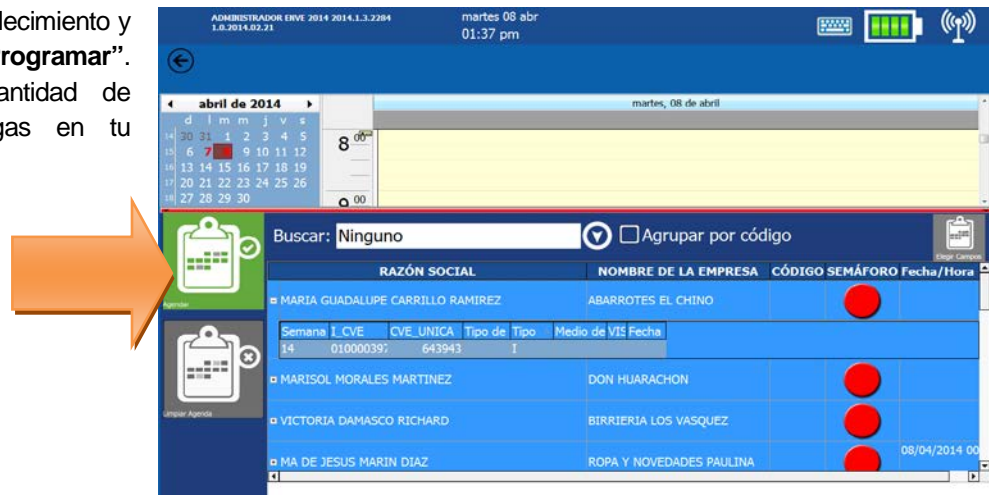 lecimiento y
rogramar”.
antidad de
gas en tu
ADMINISTRADOR ENVE 2014 2014.1.3.2284
1.0.2014.02.21
martes 08 abr
01:37 pm
abril de 2014
d l m m j v s
14 30 31 1 2 3 4 5
15 6 7 8 9 10 11 12
16 13 14 15 16 17 18 19
17 20 21 22 23 24 25 26
18 27 28 29 30
martes, 08 de abril
8 00
9 00
Agendar
Limpiar Agenda
Buscar: Ninguno
Agrupar por código
Elegir Campos
RAZÓN SOCIAL NOMBRE DE LA EMPRESA CÓDIGO SEMÁFORO Fecha/Hora
MARIA GUADALUPE CARRILLO RAMIREZ ABARROTES EL CHINO
Semana I_CVE CVE_UNICA Tipo de Tipo Medio de VIS Fecha
14 010000397 643943 I
MARISOL MORALES MARTINEZ DON HUARACHON
VICTORIA DAMASCO RICHARD BIRRIERIA LOS VASQUEZ
MA DE JESUS MARIN DIAZ ROPA Y NOVEDADES PAULINA 08/04/2014 00